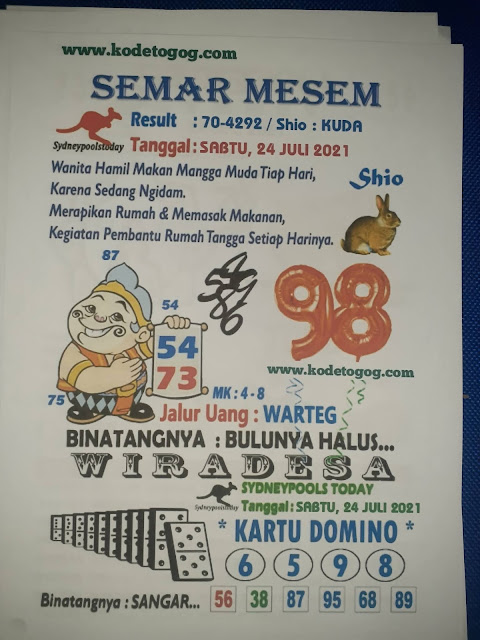 www.kodetogog.com
SEMAR MESEM
Result : 70-4292 / Shio : KUDA
Sydneypoolstoday
Tanggal : SABTU, 24 JULI 2021
Wanita Hamil Makan Mangga Muda Tiap Hari,
Karena Sedang Ngidam.
Shio
Merapikan Rumah & Memasak Makanan,
Kegiatan Pembantu Rumah Tangga Setiap Harinya.
87
54
54
73
98
www.kodetogog.com
75
MK : 4 - 8
Jalur Uang : WARTEG
BINATANGNYA : BULUNYA HALUS...
WIRADESA
SYDNEYPOOLS TODAY
Sydneypoolstoday
Tanggal : SABTU, 24 JULI 2021
* KARTU DOMINO *
6 5 9 8
Binatangnya : SANGAR... 56 38 87 95 68 89